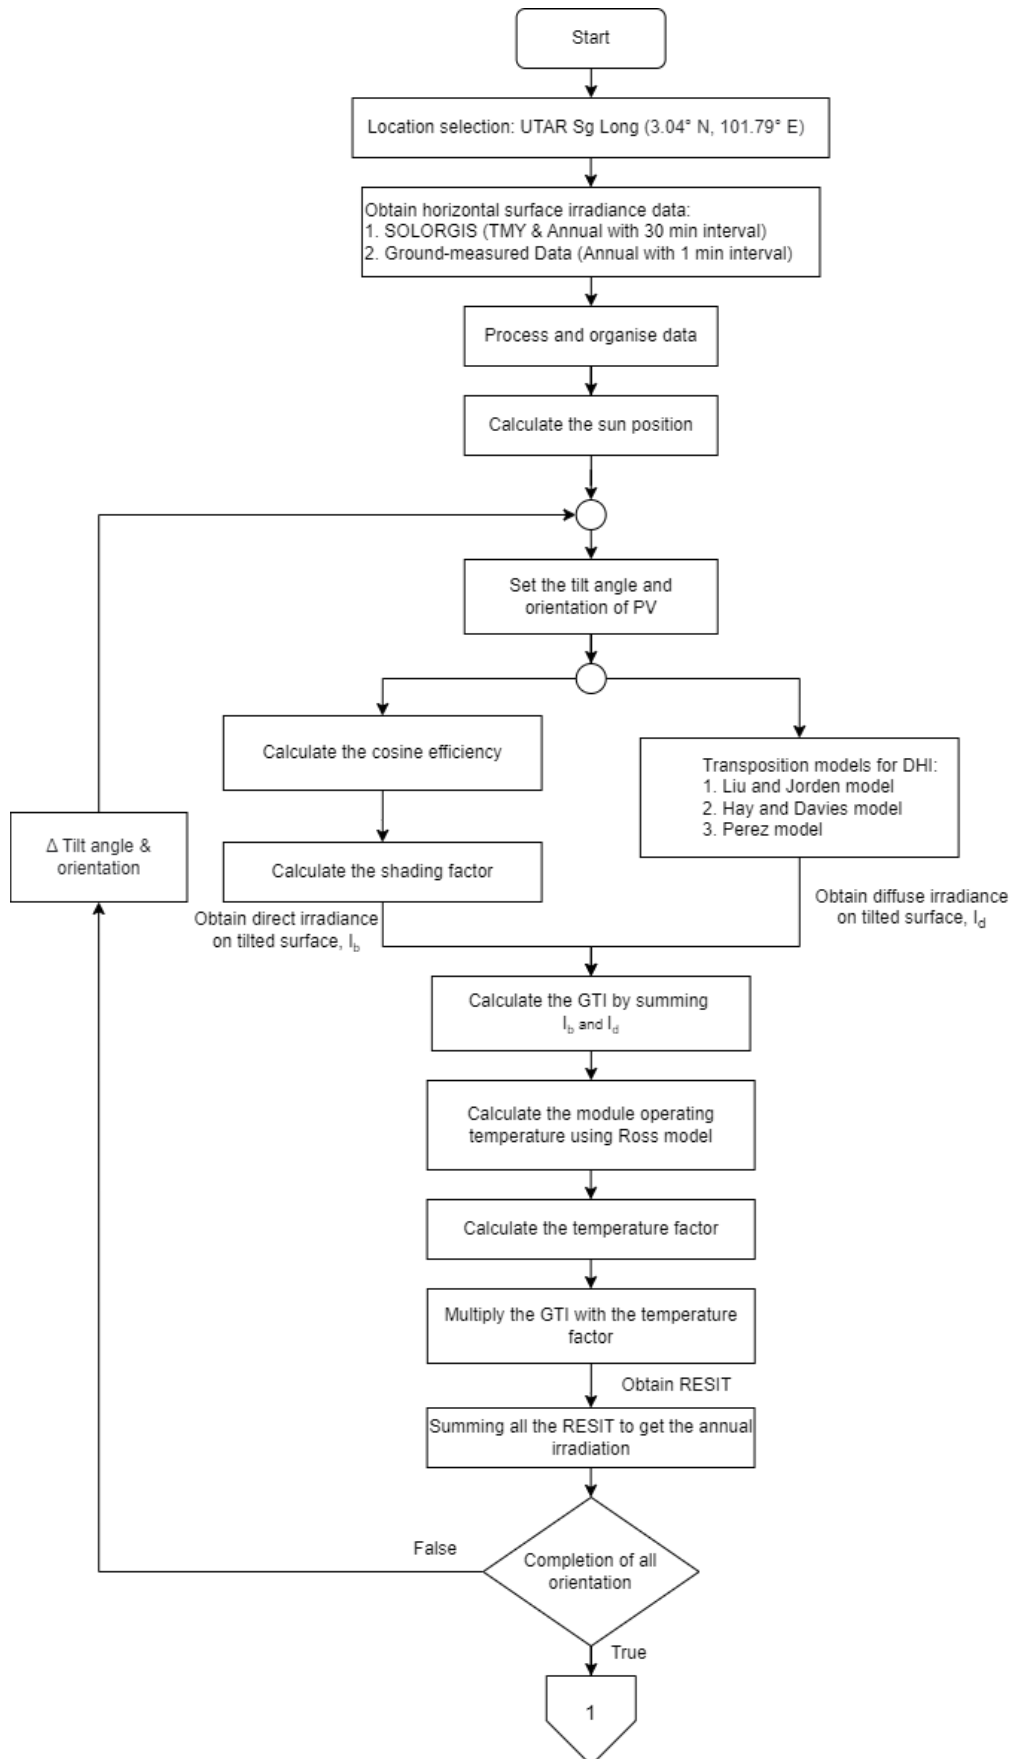 Start
Location selection: UTAR Sg Long (3.04° N, 101.79° E)
Obtain horizontal surface irradiance data:
1. SOLORGIS (TMY & Annual with 30 min interval)
2. Ground-measured Data (Annual with 1 min interval)
Process and organise data
Calculate the sun position
Set the tilt angle and
orientation of PV
Calculate the cosine efficiency
Transposition models for DHI:
1. Liu and Jorden model
2. Hay and Davies model
3. Perez model
Δ Tilt angle &
orientation
Calculate the shading factor
Obtain direct irradiance
on tilted surface, I_b
Obtain diffuse irradiance
on tilted surface, I_d
Calculate the GTI by summing
I_b and I_d
Calculate the module operating
temperature using Ross model
Calculate the temperature factor
Multiply the GTI with the temperature
factor
Obtain RESIT
Summing all the RESIT to get the annual
irradiation
False
Completion of all
orientation
True
1